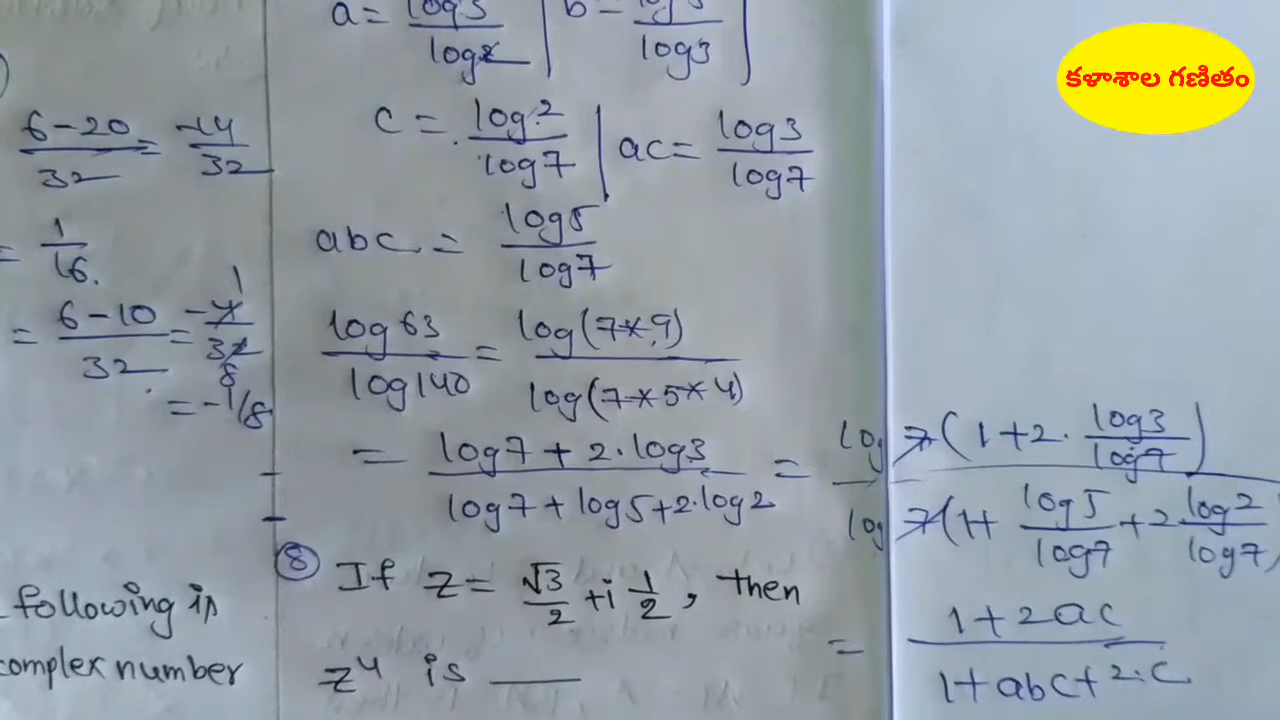 a = log3/log2 | b = log5/log3 |
కళాశాల గణితం
6-20/32 = -14/32
c = log2/log7 | ac = log3/log7
= 1/16.
abc = log5/log7
= 6-10/32 = -4/32 1/8
= -1/8
log63/log140 = log(7×9)/log(7×5×4)
= log7+2.log3/log7+log5+2.log2 = log7(1+2.log3/log7)/log7(1+log5/log7+2 log2/log7)
= 1+2ac/1+abc+2.c
following is
complex number
⑧ If z = √3/2 + i 1/2, then
z⁴ is ____